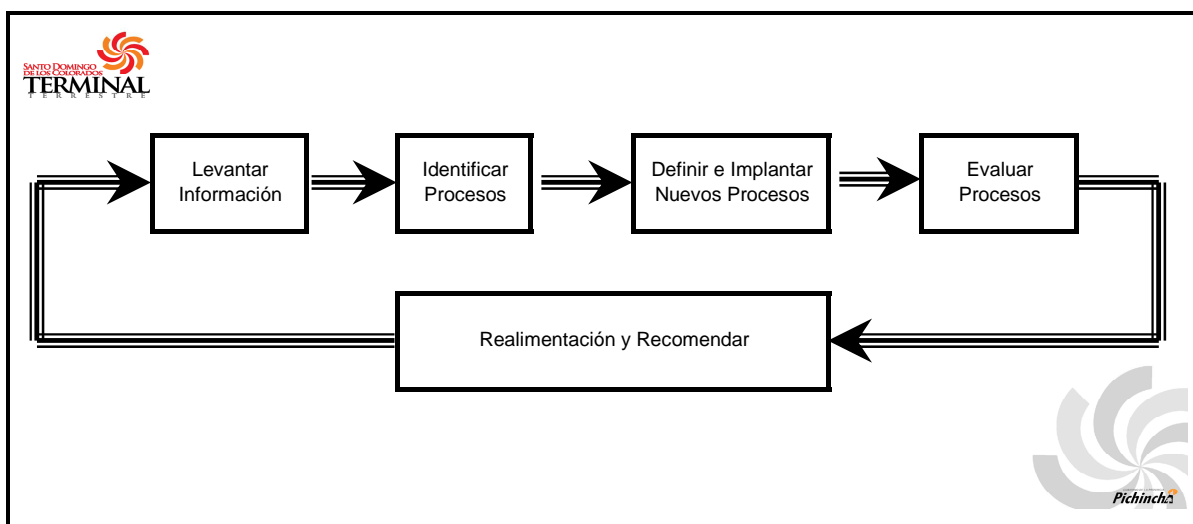 SANTO DOMINGO
DE LOS COLORADOS
TERMINAL
TERRESTRE
Levantar
Información
Identificar
Procesos
Definir e Implantar
Nuevos Procesos
Evaluar
Procesos
Realimentación y Recomendar
Pichincha